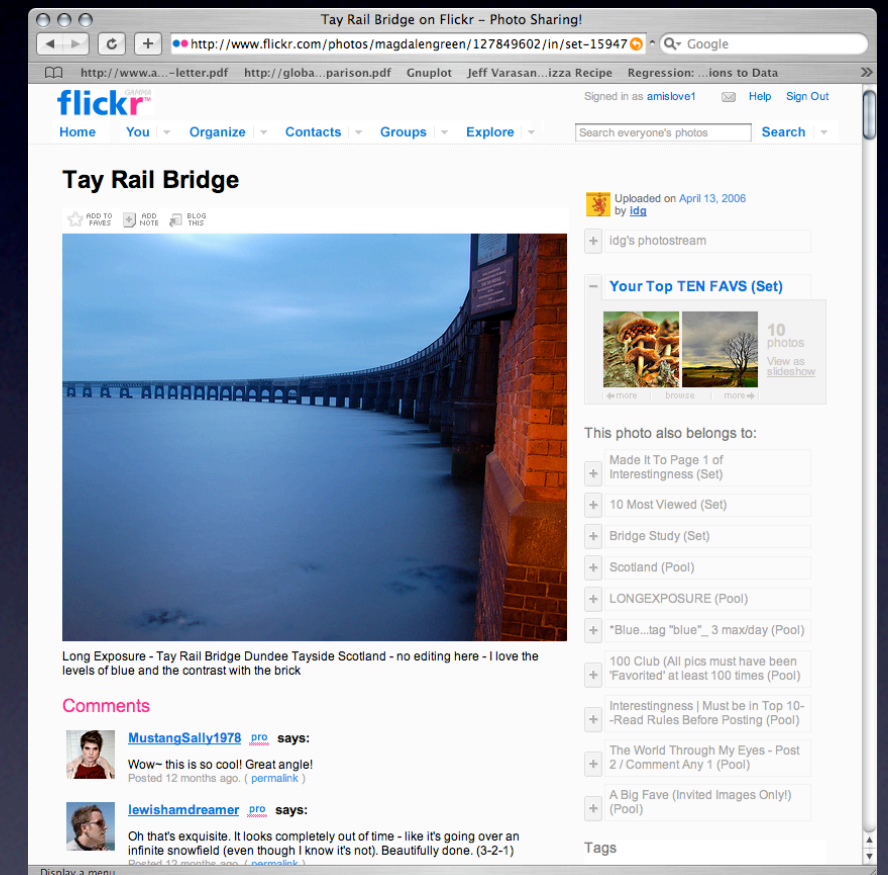 Tay Rail Bridge on Flickr – Photo Sharing!
http://www.flickr.com/photos/magdalengreen/127849602/in/set-15947
Google
http://www.a...-letter.pdf http://globa...parison.pdf Gnuplot Jeff Varasan...izza Recipe Regression: ...ions to Data
flickr GAMMA
TM
Signed in as amislove1 Help Sign Out
Home You Organize Contacts Groups Explore
Search everyone's photos Search
Tay Rail Bridge
ADD TO FAVES
ADD NOTE
BLOG THIS
Long Exposure - Tay Rail Bridge Dundee Tayside Scotland - no editing here - I love the
levels of blue and the contrast with the brick
Comments
MustangSally1978 pro says:
Wow~ this is so cool! Great angle!
Posted 12 months ago. ( permalink )
lewishamdreamer pro says:
Oh that's exquisite. It looks completely out of time - like it's going over an
infinite snowfield (even though I know it's not). Beautifully done. (3-2-1)
Posted 12 months ago. ( permalink )
Uploaded on April 13, 2006
by idg
idg's photostream
Your Top TEN FAVS (Set)
10
photos
View as
slideshow
more browse more
This photo also belongs to:
Made It To Page 1 of
Interestingness (Set)
10 Most Viewed (Set)
Bridge Study (Set)
Scotland (Pool)
LONGEXPOSURE (Pool)
*Blue...tag "blue"_ 3 max/day (Pool)
100 Club (All pics must have been
'Favorited' at least 100 times (Pool)
Interestingness | Must be in Top 10-
-Read Rules Before Posting (Pool)
The World Through My Eyes - Post
2 / Comment Any 1 (Pool)
A Big Fave (Invited Images Only!)
(Pool)
Tags
Display a menu